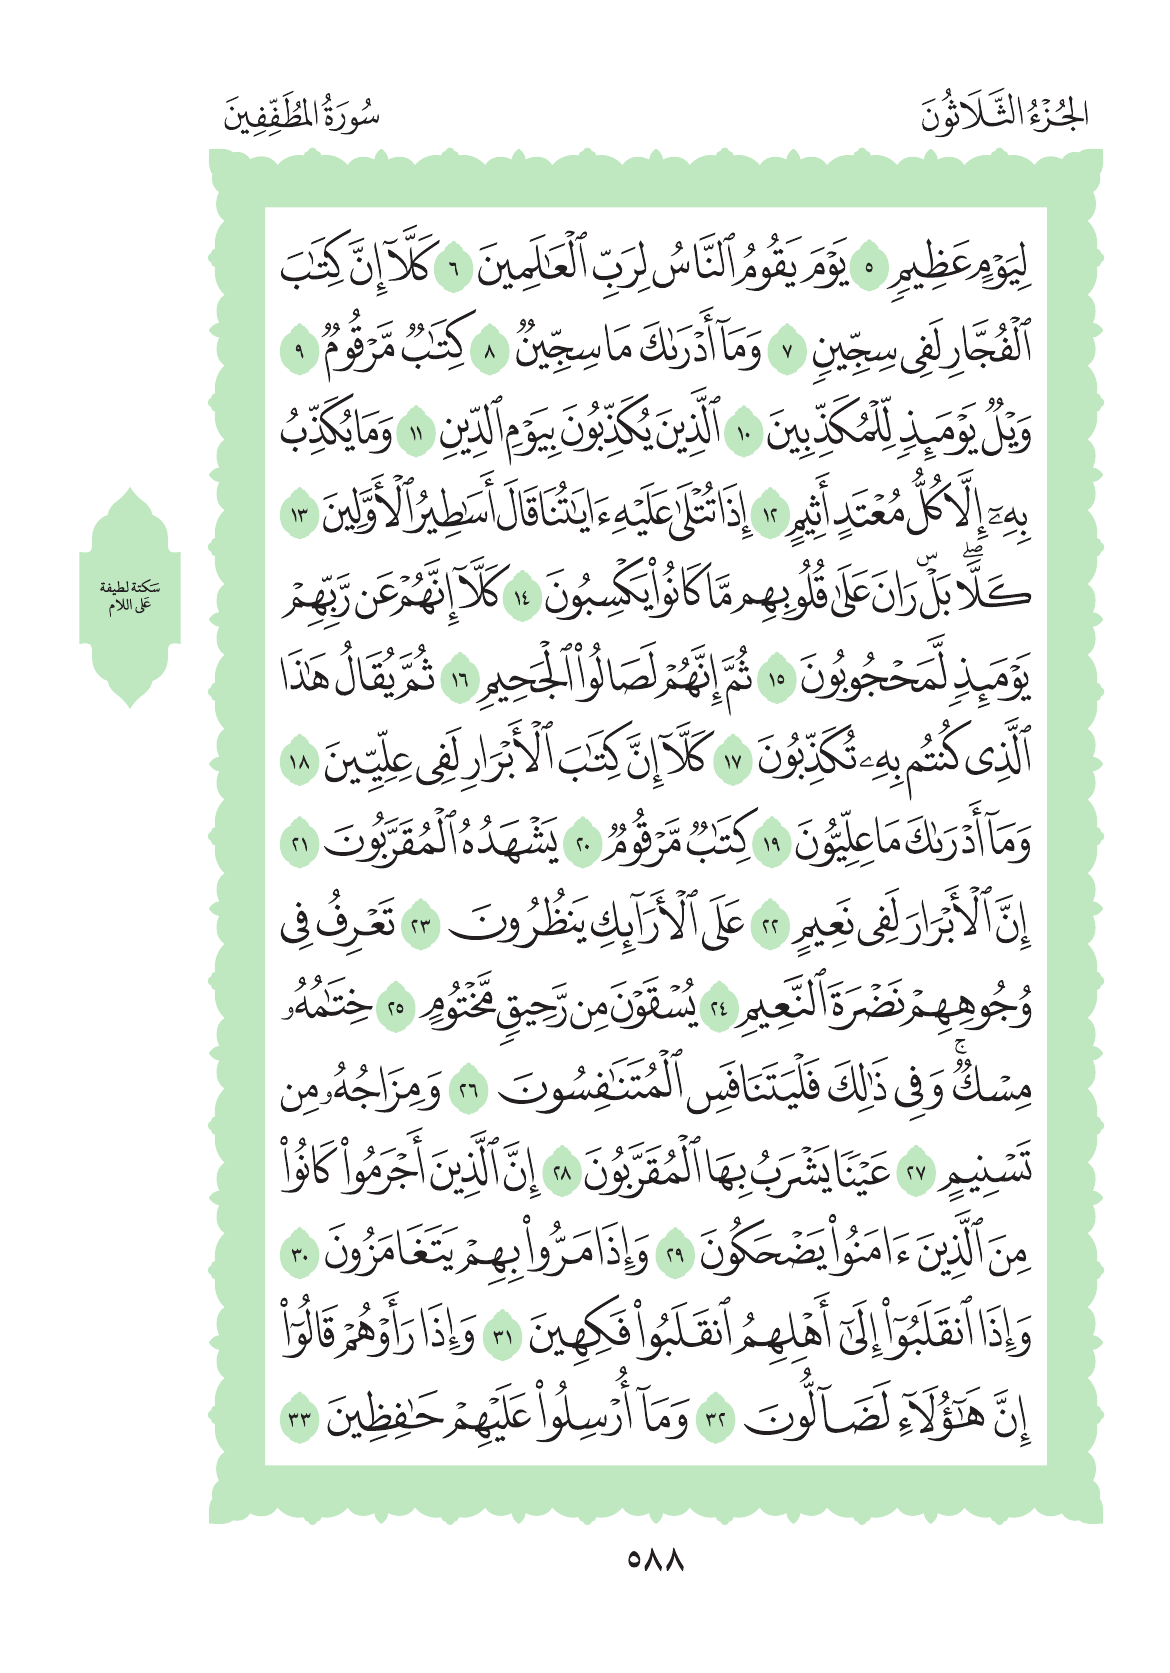 الجُزْءُ الثَّلَاثُونَ
سُورَةُ المُطَفِّفِينَ
لِيَوْمٍ عَظِيمٍ ٥ يَوْمَ يَقُومُ ٱلنَّاسُ لِرَبِّ ٱلْعَٰلَمِينَ ٦ كَلَّآ إِنَّ كِتَٰبَ
ٱلْفُجَّارِ لَفِى سِجِّينٍ ٧ وَمَآ أَدْرَىٰكَ مَا سِجِّينٌ ٨ كِتَٰبٌ مَّرْقُومٌ ٩
وَيْلٌ يَوْمَئِذٍ لِّلْمُكَذِّبِينَ ١٠ ٱلَّذِينَ يُكَذِّبُونَ بِيَوْمِ ٱلدِّينِ ١١ وَمَا يُكَذِّبُ
بِهِۦٓ إِلَّا كُلُّ مُعْتَدٍ أَثِيمٍ ١٢ إِذَا تُتْلَىٰ عَلَيْهِ ءَايَٰتُنَا قَالَ أَسَٰطِيرُ ٱلْأَوَّلِينَ ١٣
كَلَّا ۖ بَلْ ۜ رَانَ عَلَىٰ قُلُوبِهِم مَّا كَانُوا۟ يَكْسِبُونَ ١٤ كَلَّآ إِنَّهُمْ عَن رَّبِّهِمْ
سَكتة لطيفة
عَلى اللام
يَوْمَئِذٍ لَّمَحْجُوبُونَ ١٥ ثُمَّ إِنَّهُمْ لَصَالُوا۟ ٱلْجَحِيمِ ١٦ ثُمَّ يُقَالُ هَٰذَا
ٱلَّذِى كُنتُم بِهِۦ تُكَذِّبُونَ ١٧ كَلَّآ إِنَّ كِتَٰبَ ٱلْأَبْرَارِ لَفِى عِلِّيِّينَ ١٨
وَمَآ أَدْرَىٰكَ مَا عِلِّيُّونَ ١٩ كِتَٰبٌ مَّرْقُومٌ ٢٠ يَشْهَدُهُ ٱلْمُقَرَّبُونَ ٢١
إِنَّ ٱلْأَبْرَارَ لَفِى نَعِيمٍ ٢٢ عَلَى ٱلْأَرَآئِكِ يَنظُرُونَ ٢٣ تَعْرِفُ فِى
وُجُوهِهِمْ نَضْرَةَ ٱلنَّعِيمِ ٢٤ يُسْقَوْنَ مِن رَّحِيقٍ مَّخْتُومٍ ٢٥ خِتَٰمُهُۥ
مِسْكٌ ۚ وَفِى ذَٰلِكَ فَلْيَتَنَافَسِ ٱلْمُتَنَٰفِسُونَ ٢٦ وَمِزَاجُهُۥ مِن
تَسْنِيمٍ ٢٧ عَيْنًا يَشْرَبُ بِهَا ٱلْمُقَرَّبُونَ ٢٨ إِنَّ ٱلَّذِينَ أَجْرَمُوا۟ كَانُوا۟
مِنَ ٱلَّذِينَ ءَامَنُوا۟ يَضْحَكُونَ ٢٩ وَإِذَا مَرُّوا۟ بِهِمْ يَتَغَامَزُونَ ٣٠
وَإِذَا ٱنقَلَبُوٓا۟ إِلَىٰٓ أَهْلِهِمُ ٱنقَلَبُوا۟ فَكِهِينَ ٣١ وَإِذَا رَأَوْهُمْ قَالُوٓا۟
إِنَّ هَٰٓؤُلَآءِ لَضَآلُّونَ ٣٢ وَمَآ أُرْسِلُوا۟ عَلَيْهِمْ حَٰفِظِينَ ٣٣
٥٨٨